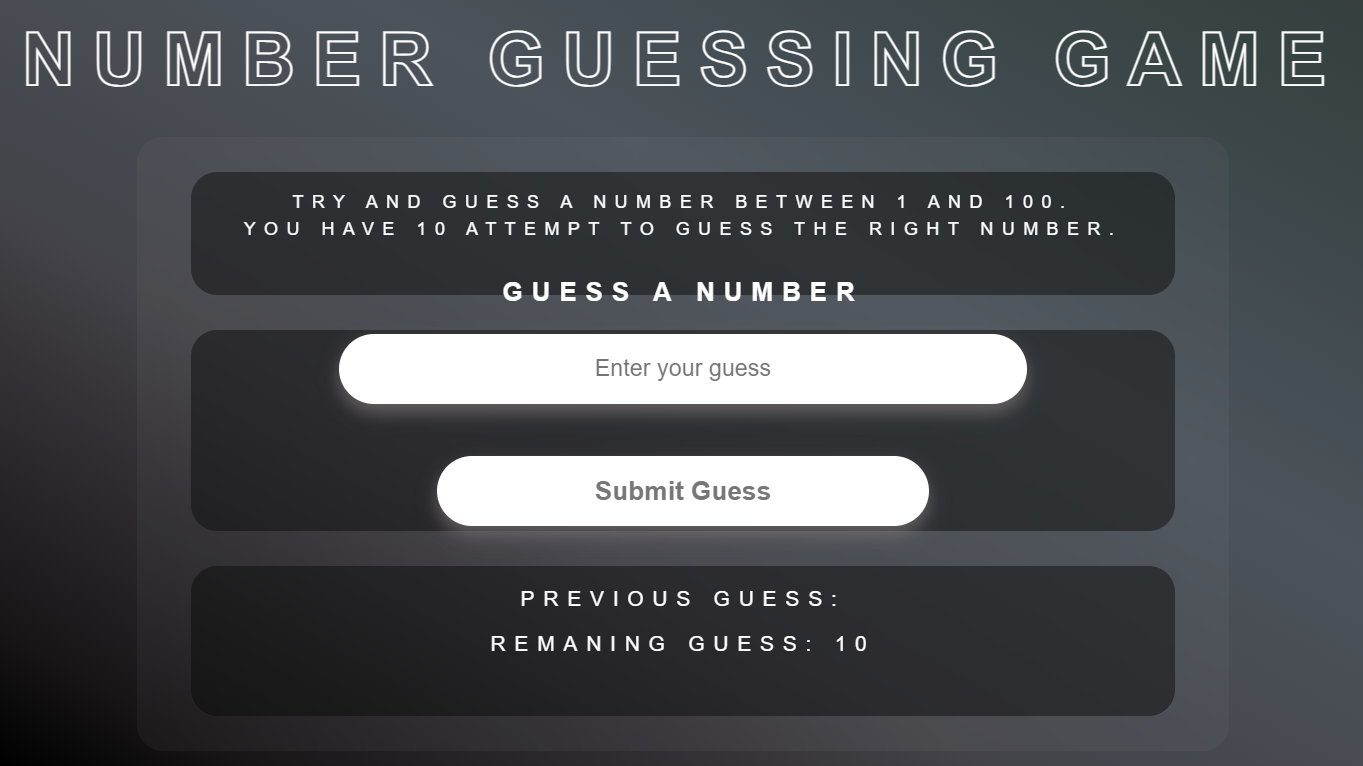 NUMBER GUESSING GAME
TRY AND GUESS A NUMBER BETWEEN 1 AND 100.
YOU HAVE 10 ATTEMPT TO GUESS THE RIGHT NUMBER.
GUESS A NUMBER
Enter your guess
Submit Guess
PREVIOUS GUESS:
REMANING GUESS: 10